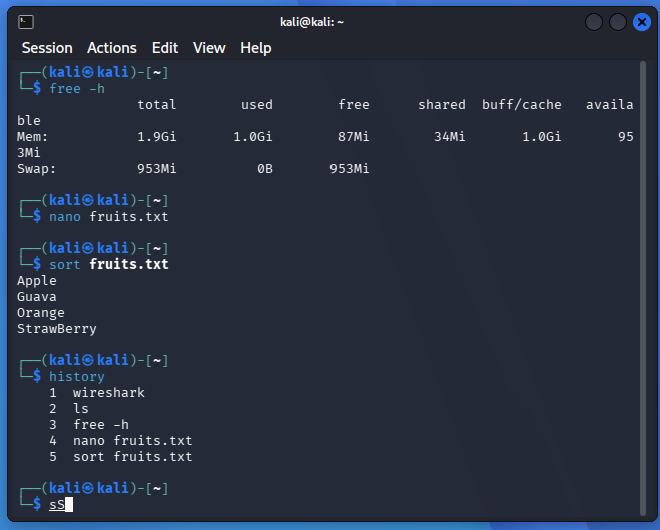 kali@kali: ~
Session Actions Edit View Help
┌──(kali㉿kali)-[~]
└─$ free -h
               total        used        free      shared  buff/cache   availa
ble
Mem:           1.9Gi       1.0Gi        87Mi        34Mi       1.0Gi       95
3Mi
Swap:          953Mi          0B       953Mi
┌──(kali㉿kali)-[~]
└─$ nano fruits.txt
┌──(kali㉿kali)-[~]
└─$ sort fruits.txt
Apple
Guava
Orange
StrawBerry
┌──(kali㉿kali)-[~]
└─$ history
    1  wireshark
    2  ls
    3  free -h
    4  nano fruits.txt
    5  sort fruits.txt
┌──(kali㉿kali)-[~]
└─$ sS